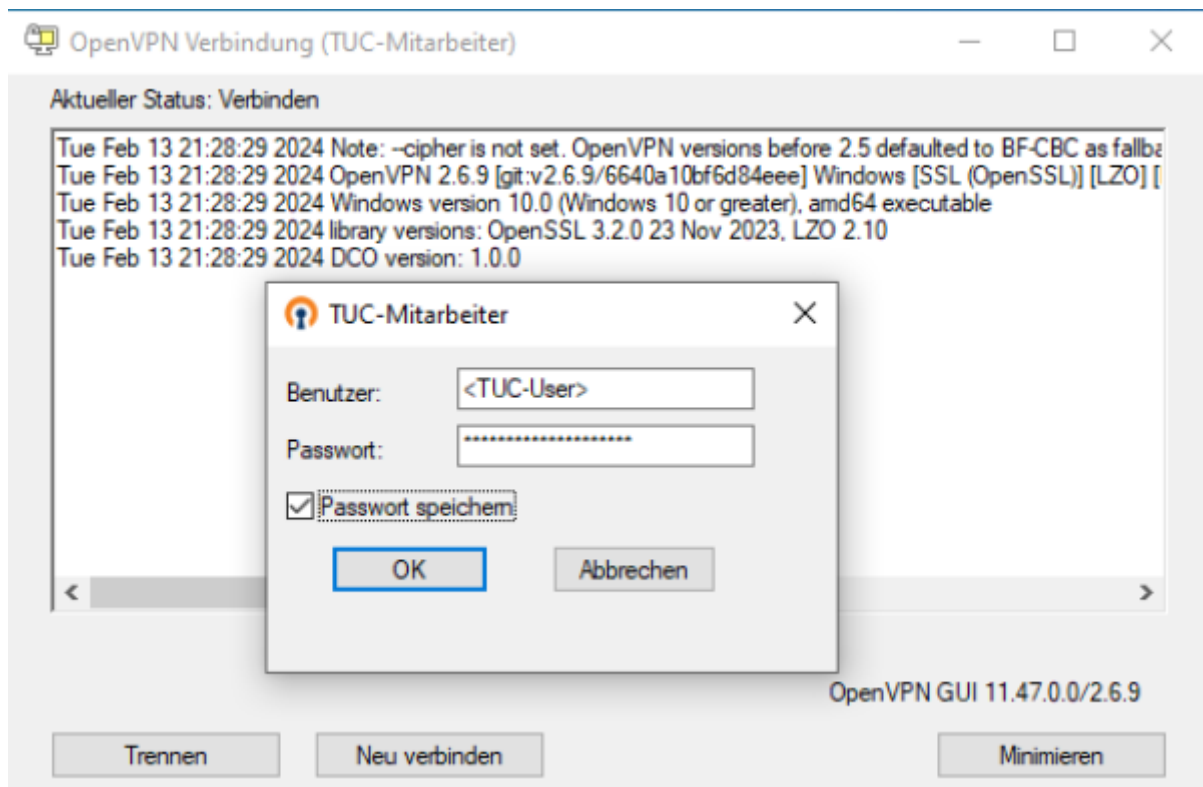 OpenVPN Verbindung (TUC-Mitarbeiter)
Aktueller Status: Verbinden
Tue Feb 13 21:28:29 2024 Note: --cipher is not set. OpenVPN versions before 2.5 defaulted to BF-CBC as fallba
Tue Feb 13 21:28:29 2024 OpenVPN 2.6.9 [git:v2.6.9/6640a10bf6d84eee] Windows [SSL (OpenSSL)] [LZO] [
Tue Feb 13 21:28:29 2024 Windows version 10.0 (Windows 10 or greater), amd64 executable
Tue Feb 13 21:28:29 2024 library versions: OpenSSL 3.2.0 23 Nov 2023, LZO 2.10
Tue Feb 13 21:28:29 2024 DCO version: 1.0.0
TUC-Mitarbeiter
Benutzer: <TUC-User>
Passwort: ********************
Passwort speichern
OK Abbrechen
OpenVPN GUI 11.47.0.0/2.6.9
Trennen Neu verbinden Minimieren